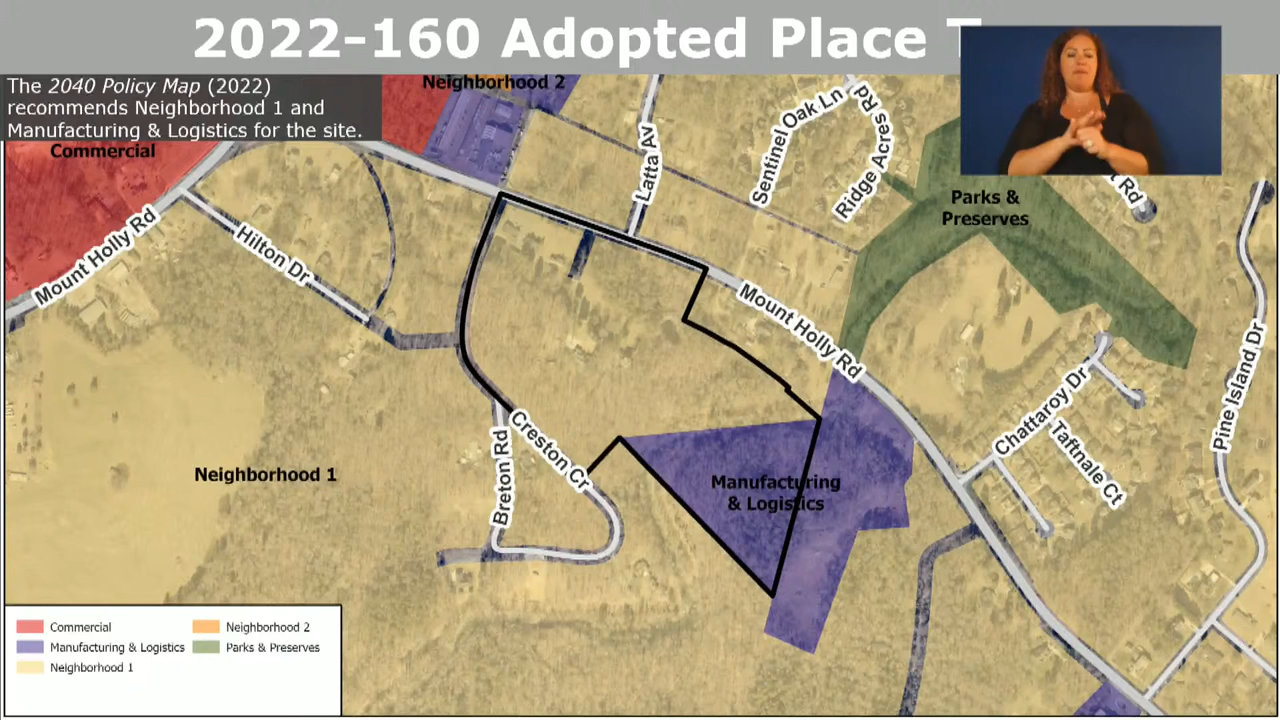 2022-160 Adopted Place
The 2040 Policy Map (2022)
recommends Neighborhood 1 and
Manufacturing & Logistics for the site.
Neighborhood 2
Commercial
Mount Holly Rd
Hilton Dr
Latta Av
Sentinel Oak Ln
Ridge Acres Rd
Rd
Parks &
Preserves
Mount Holly Rd
Pine Island Dr
Chattaroy Dr
Taftnale Ct
Creston Cr
Breton Rd
Neighborhood 1
Manufacturing
& Logistics
Commercial
Manufacturing & Logistics
Neighborhood 1
Neighborhood 2
Parks & Preserves